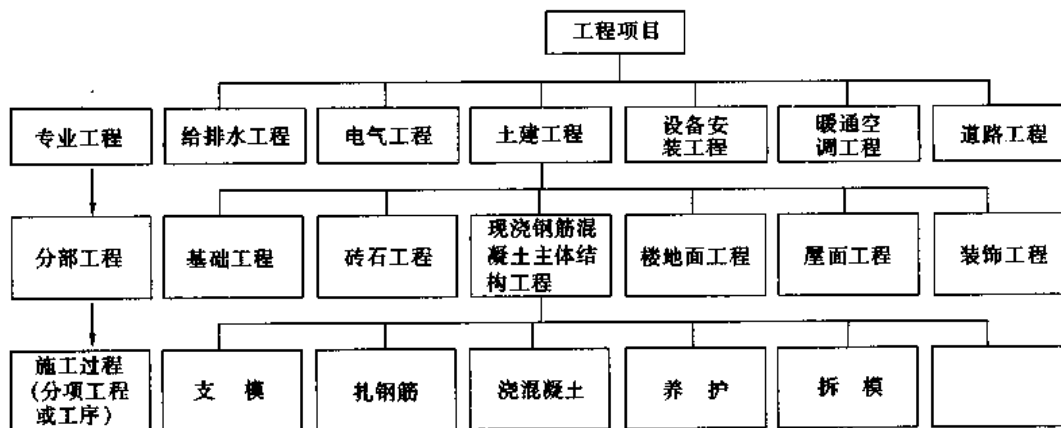 工程项目
专业工程
给排水工程
电气工程
土建工程
设备安
装工程
暖通空
调工程
道路工程
分部工程
基础工程
砖石工程
现浇钢筋混
凝土主体结
构工程
楼地面工程
屋面工程
装饰工程
施工过程
(分项工程
或工序)
支 模
扎钢筋
浇混凝土
养 护
拆 模